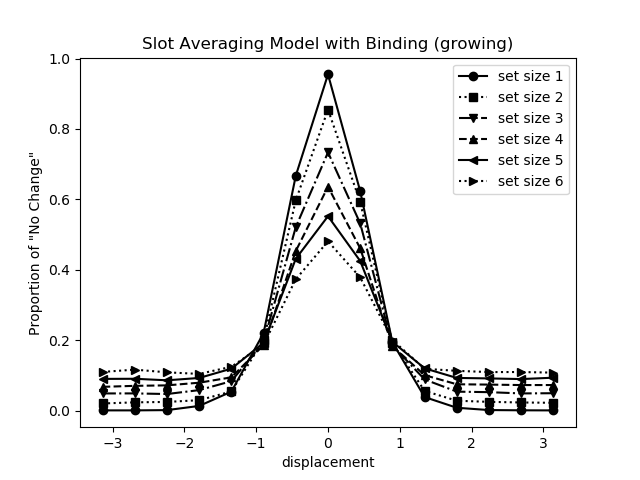 Slot Averaging Model with Binding (growing)
1.0
0.8
0.6
0.4
0.2
0.0
Proportion of "No Change"
set size 1
set size 2
set size 3
set size 4
set size 5
set size 6
−3
−2
−1
0
1
2
3
displacement